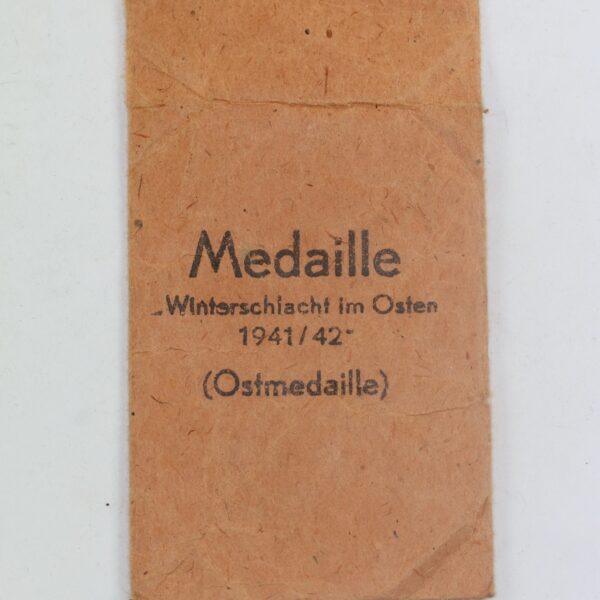 Medaille
„Winterschlacht im Osten
1941/42“
(Ostmedaille)